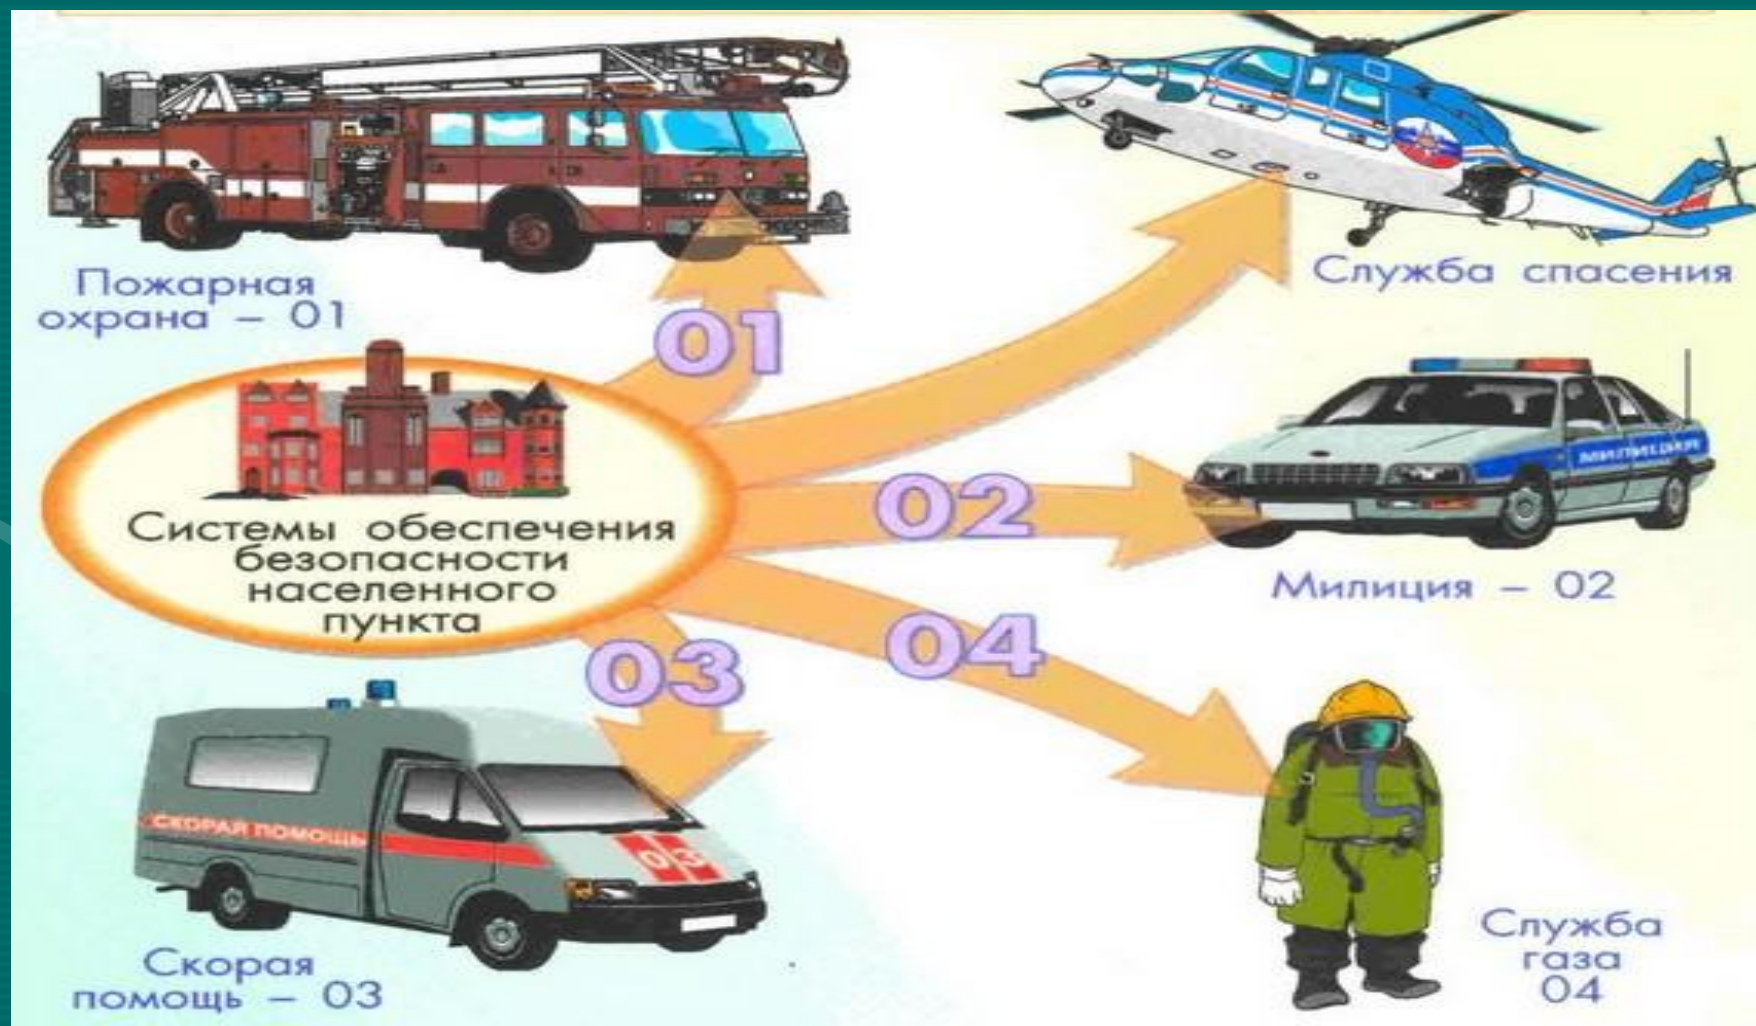 Пожарная
охрана – 01
01
Служба спасения
Системы обеспечения
безопасности
населенного
пункта
02
МИЛИЦИЯ
Милиция – 02
03
04
СКОРАЯ ПОМОЩЬ
03
Скорая
помощь – 03
Служба
газа
04